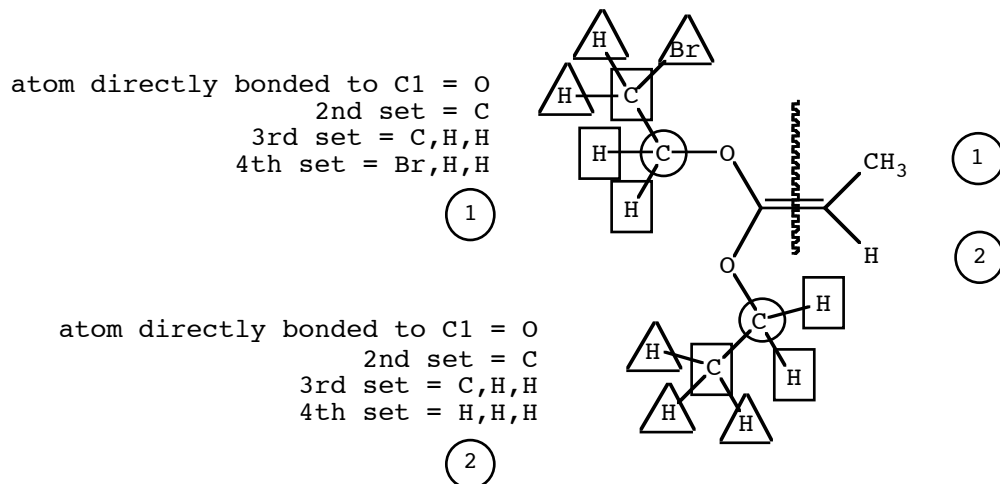 H
Br
atom directly bonded to C1 = O
H C
2nd set = C
3rd set = C,H,H
H C O CH3 1
4th set = Br,H,H
1 H
H 2
O
H
atom directly bonded to C1 = O
C
2nd set = C
H C
3rd set = C,H,H
H
4th set = H,H,H
H H
2